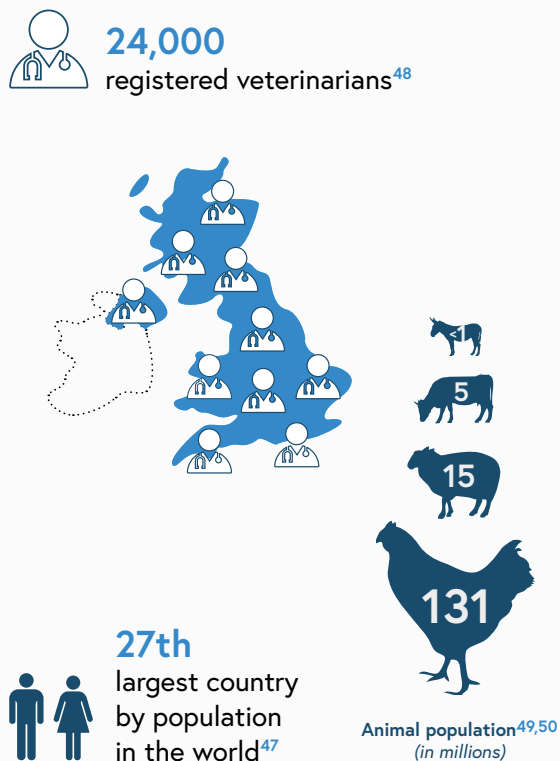 24,000
registered veterinarians48
<1
5
15
131
27th
largest country
by population
in the world47
Animal population49,50
(in millions)